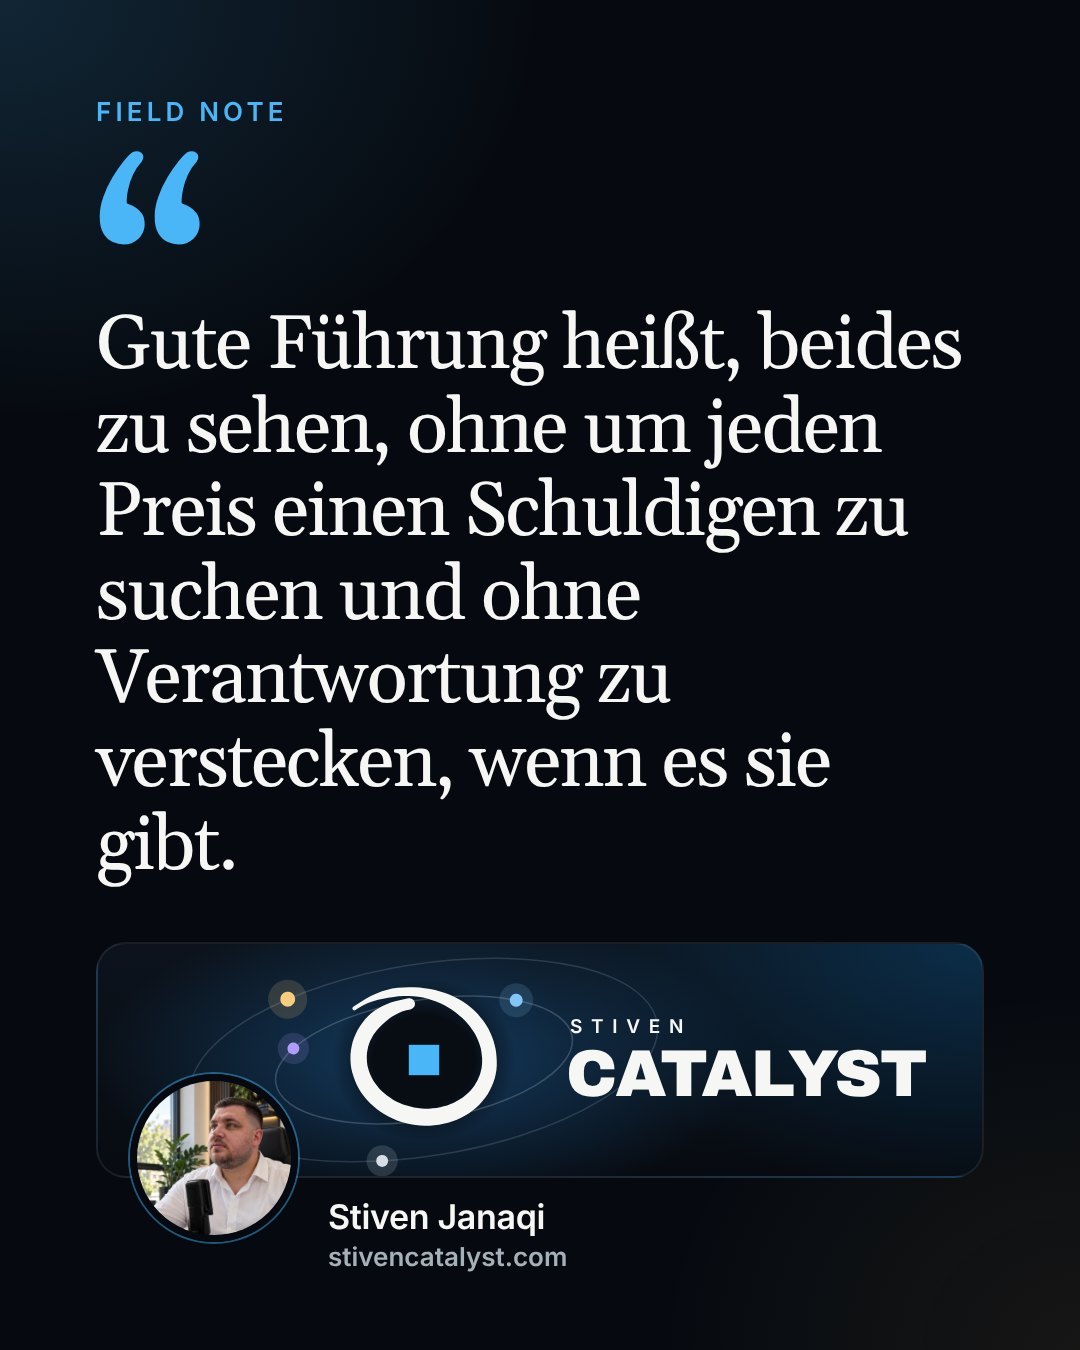 FIELD NOTE
“
Gute Führung heißt, beides
zu sehen, ohne um jeden
Preis einen Schuldigen zu
suchen und ohne
Verantwortung zu
verstecken, wenn es sie
gibt.
STIVEN
CATALYST
Stiven Janaqi
stivencatalyst.com